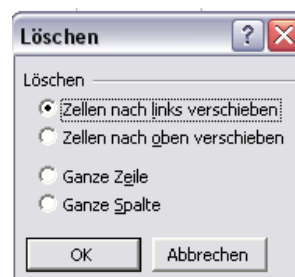 Löschen
Löschen
Zellen nach links verschieben
Zellen nach oben verschieben
Ganze Zeile
Ganze Spalte
OK Abbrechen